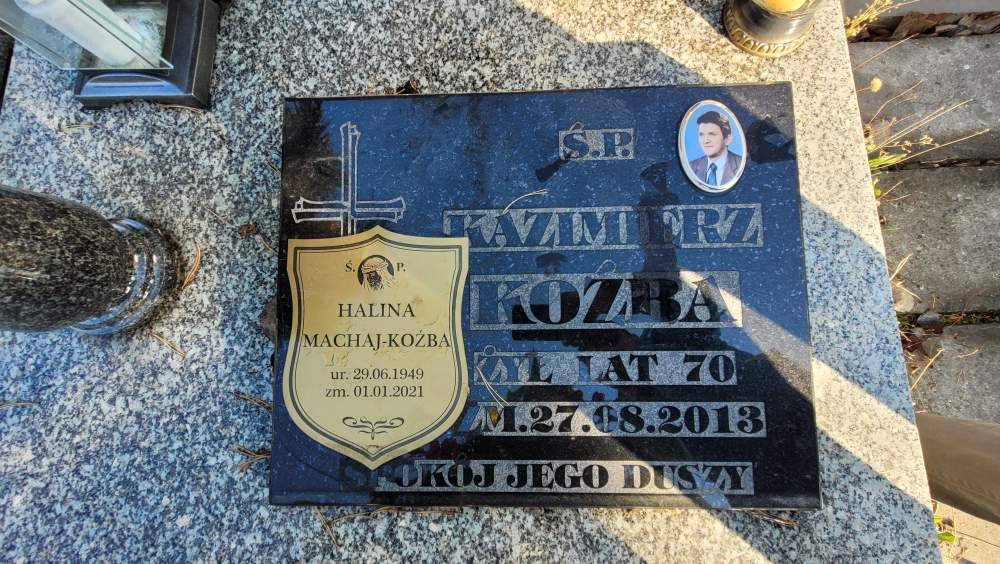 Ś.P.
KAZIMIERZ
KOŹBA
ŻYŁ LAT 70
ZM.27.08.2013
SPOKÓJ JEGO DUSZY
Ś. P.
HALINA
MACHAJ-KOŹBA
ur. 29.06.1949
zm. 01.01.2021